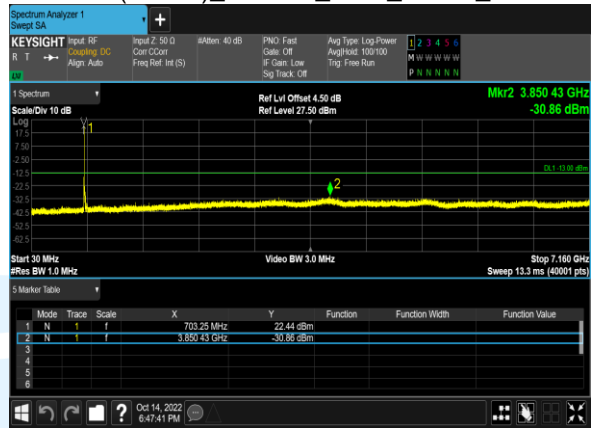 Spectrum Analyzer 1
Swept SA
+
KEYSIGHT Input: RF Input Z: 50 Ω #Atten: 40 dB PNO: Fast Avg Type: Log-Power 1 2 3 4 5 6
R T Coupling: DC Corr CCorr Gate: Off Avg|Hold: 100/100 M W W W W W
Align: Auto Freq Ref: Int (S) IF Gain: Low Trig: Free Run P N N N N N
Sig Track: Off
LW
1 Spectrum Ref Lvl Offset 4.50 dB Mkr2 3.850 43 GHz
Scale/Div 10 dB Ref Level 27.50 dBm -30.86 dBm
Log
17.5
7.50
-2.50
-12.5
-22.5
-32.5
-42.5
-52.5
-62.5
1
2
DL1 -13.00 dBm
Start 30 MHz Video BW 3.0 MHz Stop 7.160 GHz
#Res BW 1.0 MHz Sweep 13.3 ms (40001 pts)
5 Marker Table
Mode Trace Scale X Y Function Function Width Function Value
1 N 1 f 703.25 MHz 22.44 dBm
2 N 1 f 3.850 43 GHz -30.86 dBm
3
4
5
6
? Oct 14, 2022
6:47:41 PM